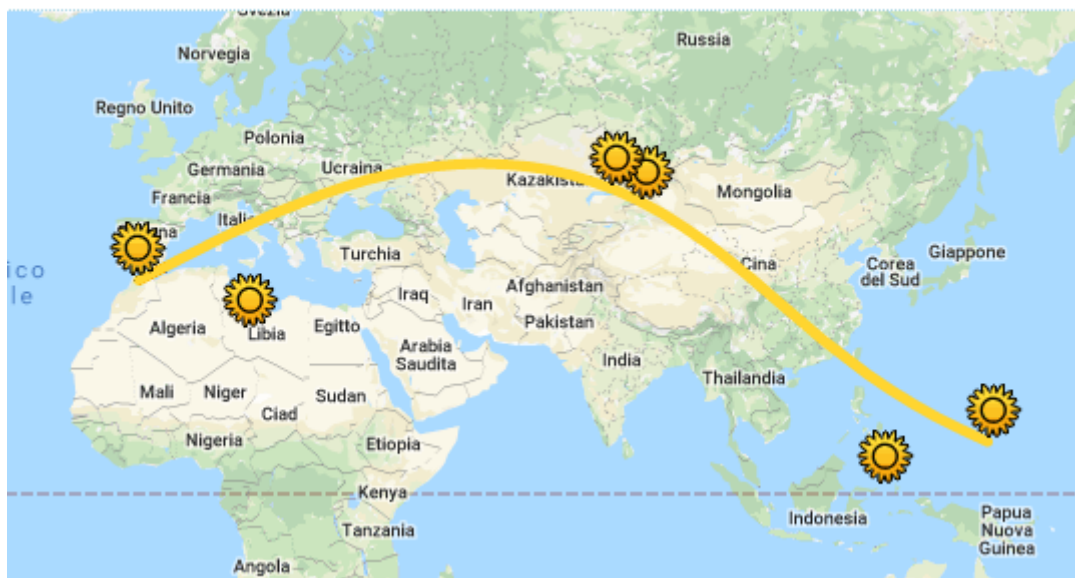 Svezia
Norvegia
Russia
Regno Unito
Polonia
Germania
Ucraina
Francia
Kazakista
Mongolia
Itali
na
Turchia
Cina
Giappone
Corea
del Sud
ico
le
Iraq
Iran
Afghanistan
Algeria
Libia
Egitto
Pakistan
Arabia
Saudita
India
Thailandia
Mali
Niger
Sudan
Ciad
Nigeria
Etiopia
Kenya
Tanzania
Angola
Indonesia
Papua
Nuova
Guinea